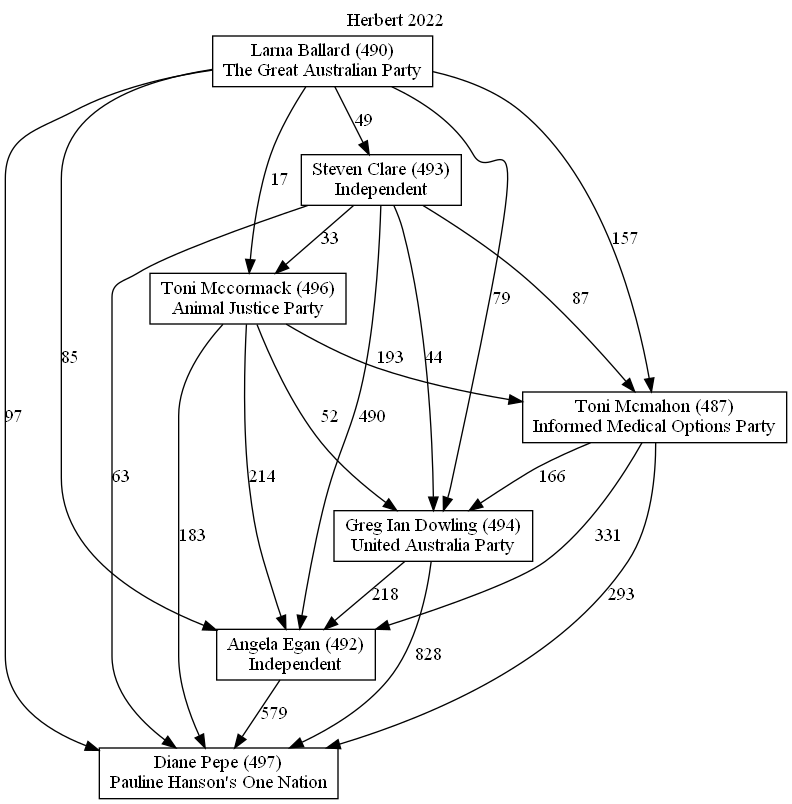 Herbert 2022
Larna Ballard (490)
The Great Australian Party
49
Steven Clare (493)
Independent
17
33
157
Toni Mccormack (496)
Animal Justice Party
79
87
85
193
44
97
52
490
Toni Mcmahon (487)
Informed Medical Options Party
63
214
166
183
Greg Ian Dowling (494)
United Australia Party
331
218
293
Angela Egan (492)
Independent
828
579
Diane Pepe (497)
Pauline Hanson's One Nation